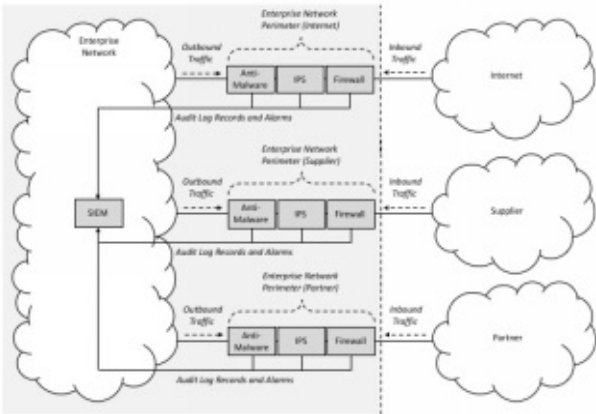 Enterprise
Network
Outbound
Traffic
Enterprise Network
Perimeter (Internet)
Inbound
Traffic
Anti-
Malware
IPS
Firewall
Internet
Audit Log Records and Alarms
Outbound
Traffic
Enterprise Network
Perimeter (Supplier)
Inbound
Traffic
SIEM
Anti-
Malware
IPS
Firewall
Supplier
Audit Log Records and Alarms
Outbound
Traffic
Enterprise Network
Perimeter (Partner)
Inbound
Traffic
Anti-
Malware
IPS
Firewall
Partner
Audit Log Records and Alarms